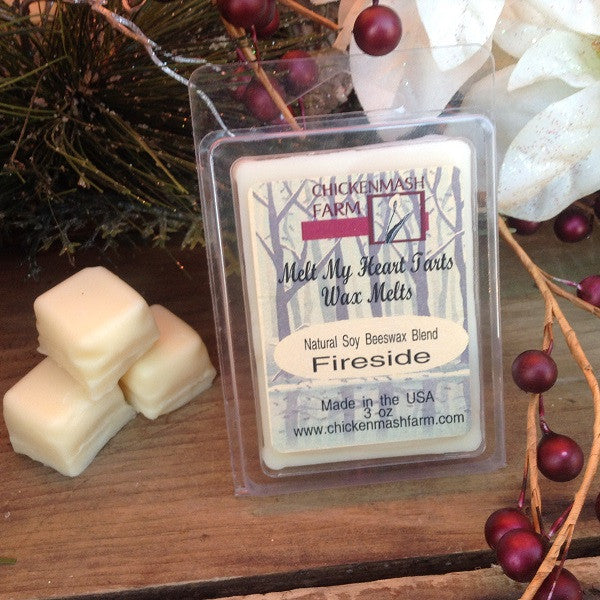 CHICKENMASH
FARM
Melt My Heart Tarts
Wax Melts
Natural Soy Beeswax Blend
Fireside
Made in the USA
3 oz
www.chickenmashfarm.com